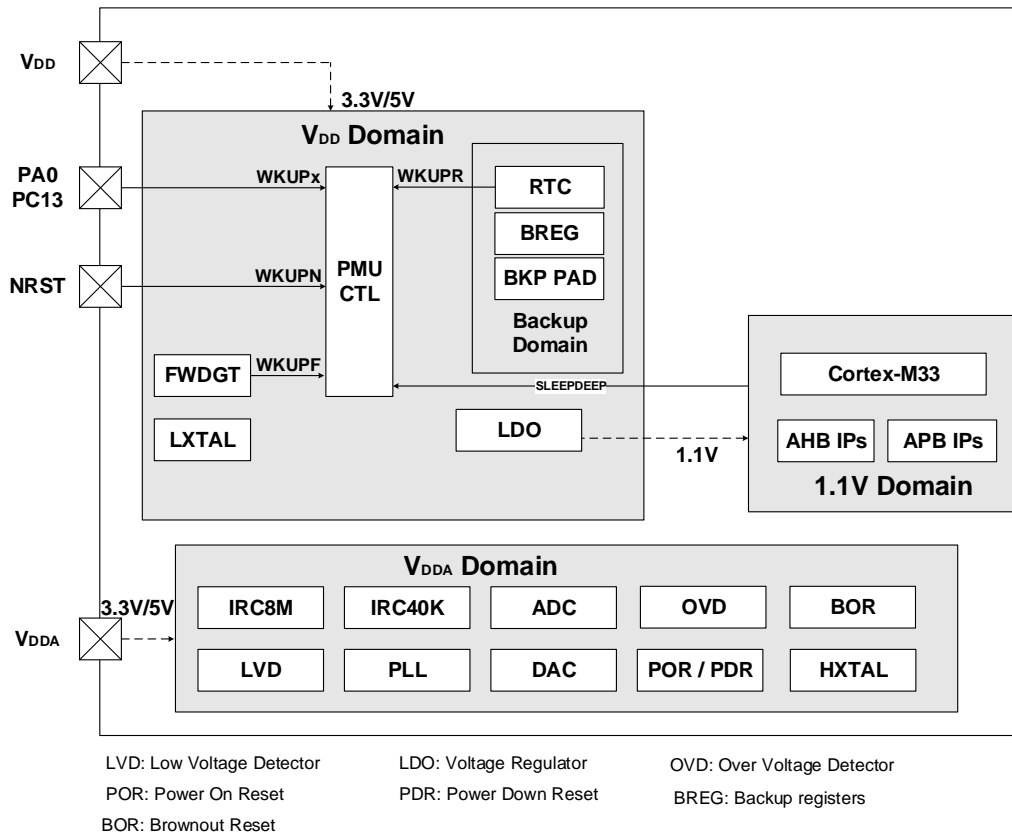 VDD
3.3V/5V
VDD Domain
PA0
PC13
WKUPx
WKUPR
RTC
BREG
BKP PAD
Backup
Domain
NRST
WKUPN
PMU
CTL
FWDGT
WKUPF
SLEEPDEEP
LXTAL
LDO
1.1V
Cortex-M33
AHB IPs
APB IPs
1.1V Domain
VDDA Domain
3.3V/5V
VDDA
IRC8M
IRC40K
ADC
OVD
BOR
LVD
PLL
DAC
POR / PDR
HXTAL
LVD: Low Voltage Detector
LDO: Voltage Regulator
OVD: Over Voltage Detector
POR: Power On Reset
PDR: Power Down Reset
BREG: Backup registers
BOR: Brownout Reset